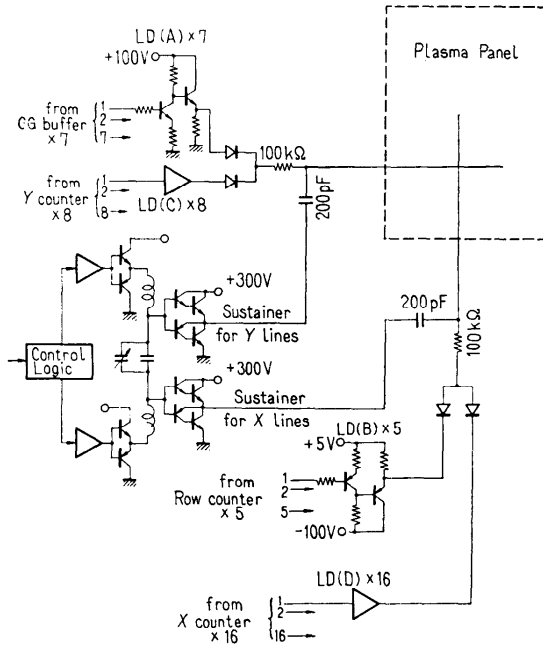 LD(A)×7
+100V
from
CG buffer
×7
1
2
7
Plasma Panel
100kΩ
from
Y counter
×8
1
2
8
LD(C)×8
200pF
+300V
Sustainer
for Y lines
Control
Logic
+300V
Sustainer
for X lines
200pF
100kΩ
LD(B)×5
+5V
from
Row counter
×5
1
2
5
-100V
LD(D)×16
from
X counter
×16
1
2
16